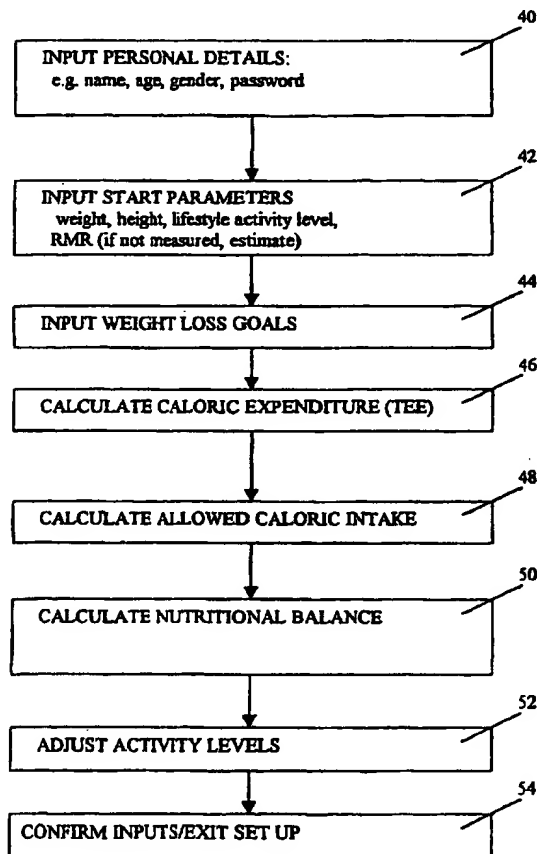 40
INPUT PERSONAL DETAILS:
e.g. name, age, gender, password
42
INPUT START PARAMETERS
weight, height, lifestyle activity level,
RMR (if not measured, estimate)
44
INPUT WEIGHT LOSS GOALS
46
CALCULATE CALORIC EXPENDITURE (TEE)
48
CALCULATE ALLOWED CALORIC INTAKE
50
CALCULATE NUTRITIONAL BALANCE
52
ADJUST ACTIVITY LEVELS
54
CONFIRM INPUTS/EXIT SET UP